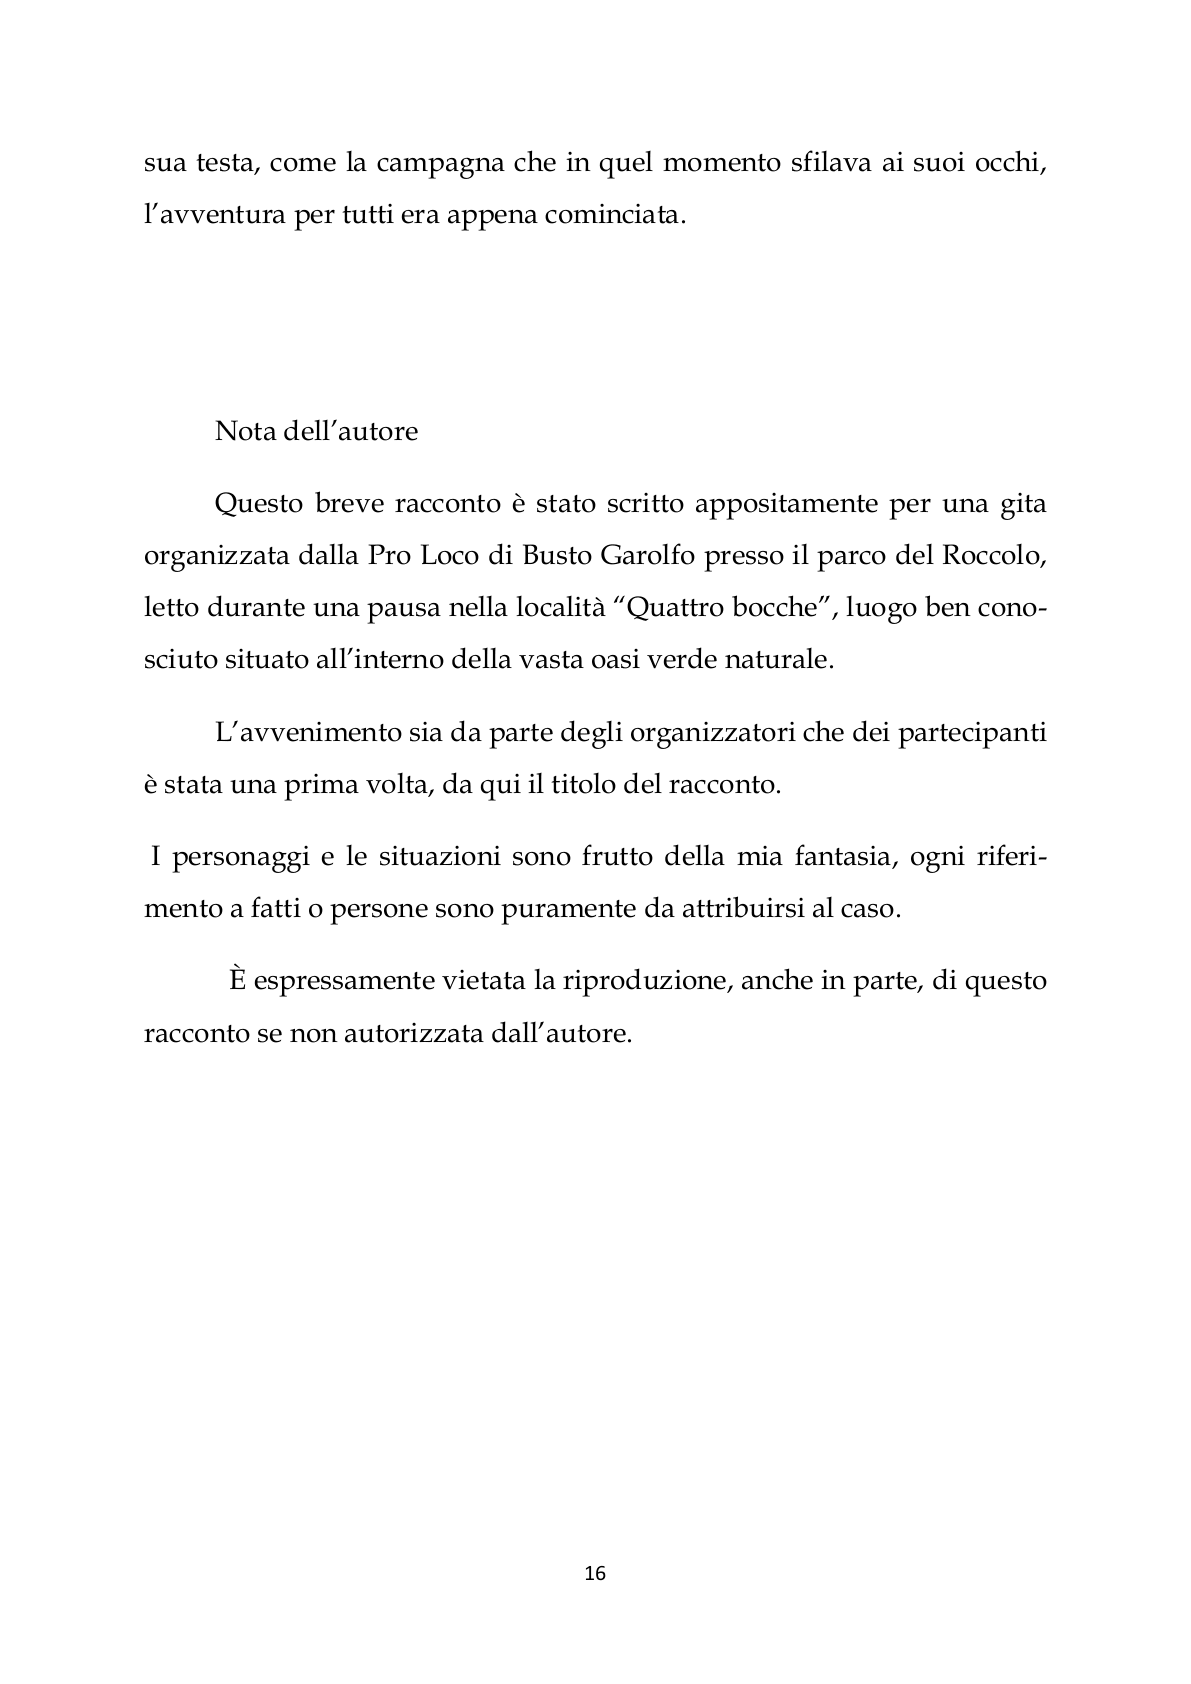 sua testa, come la campagna che in quel momento sfilava ai suoi occhi,
l’avventura per tutti era appena cominciata.
Nota dell’autore
Questo breve racconto è stato scritto appositamente per una gita
organizzata dalla Pro Loco di Busto Garolfo presso il parco del Roccolo,
letto durante una pausa nella località “Quattro bocche”, luogo ben cono-
sciuto situato all’interno della vasta oasi verde naturale.
L’avvenimento sia da parte degli organizzatori che dei partecipanti
è stata una prima volta, da qui il titolo del racconto.
I personaggi e le situazioni sono frutto della mia fantasia, ogni riferi-
mento a fatti o persone sono puramente da attribuirsi al caso.
È espressamente vietata la riproduzione, anche in parte, di questo
racconto se non autorizzata dall’autore.
16